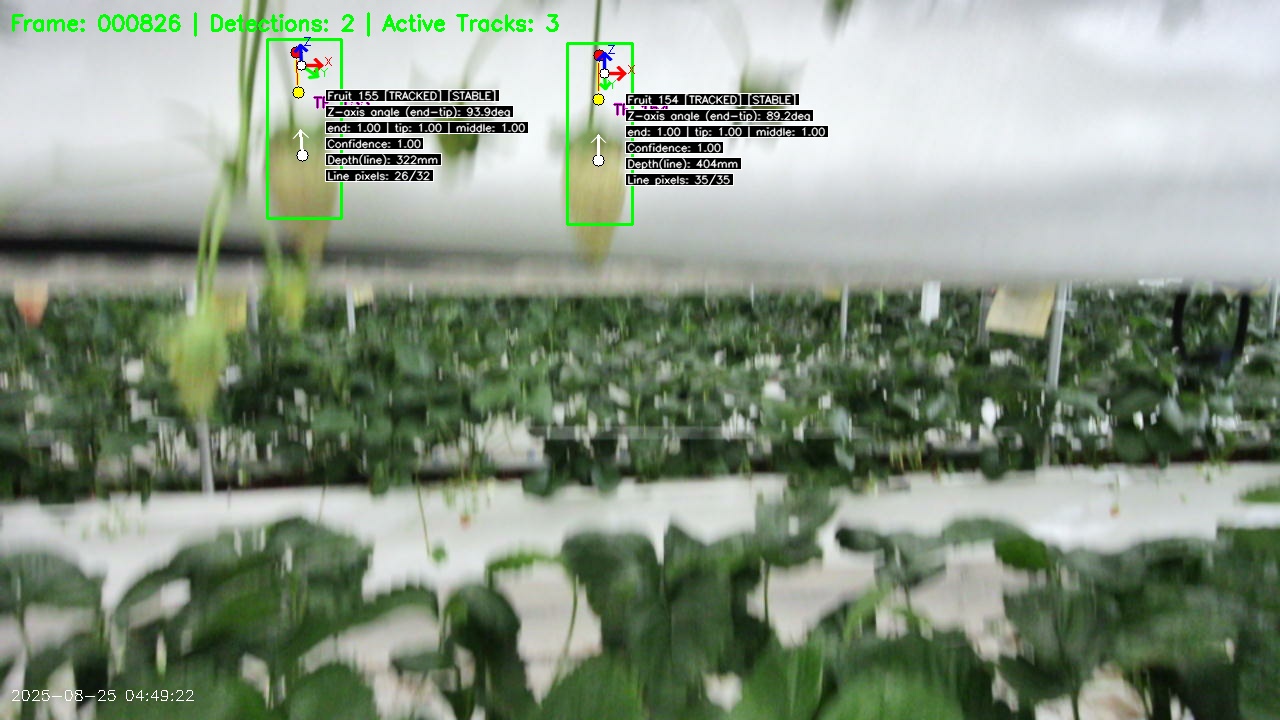 Frame: 000826 | Detections: 2 | Active Tracks: 3
Z
X
Y
Fruit 155 [TRACKED] [STABLE]
Z-axis angle (end-tip): 93.9deg
end: 1.00 | tip: 1.00 | middle: 1.00
Confidence: 1.00
Depth(line): 322mm
Line pixels: 26/32
Z
X
Fruit 154 [TRACKED] [STABLE]
Z-axis angle (end-tip): 89.2deg
end: 1.00 | tip: 1.00 | middle: 1.00
Confidence: 1.00
Depth(line): 404mm
Line pixels: 35/35
2025-08-25 04:49:22